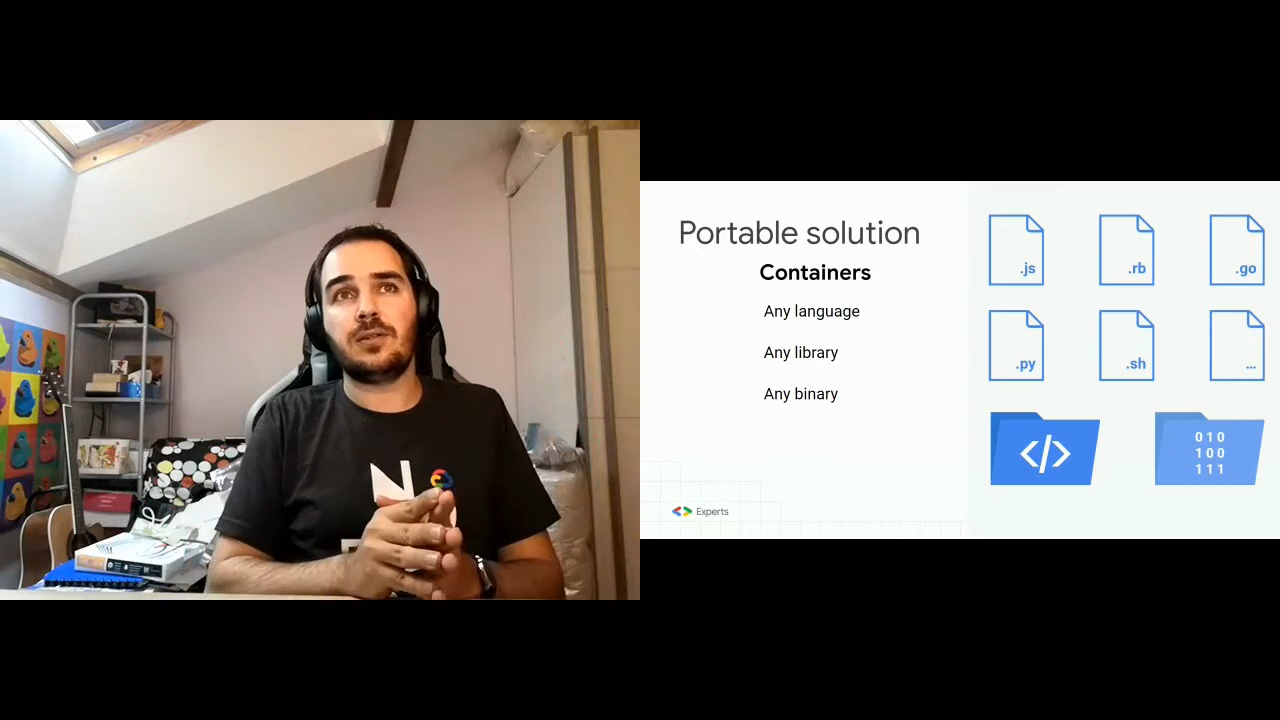 Portable solution
Containers
Any language
Any library
Any binary
Experts
.js
.rb
.go
.py
.sh
...
</>
010
100
111
N